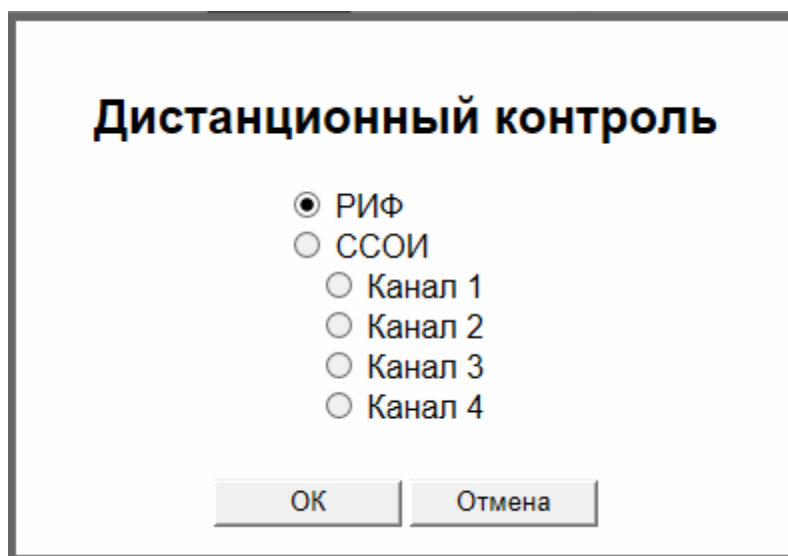 Дистанционный контроль
РИФ
ССОИ
Канал 1
Канал 2
Канал 3
Канал 4
ОК Отмена